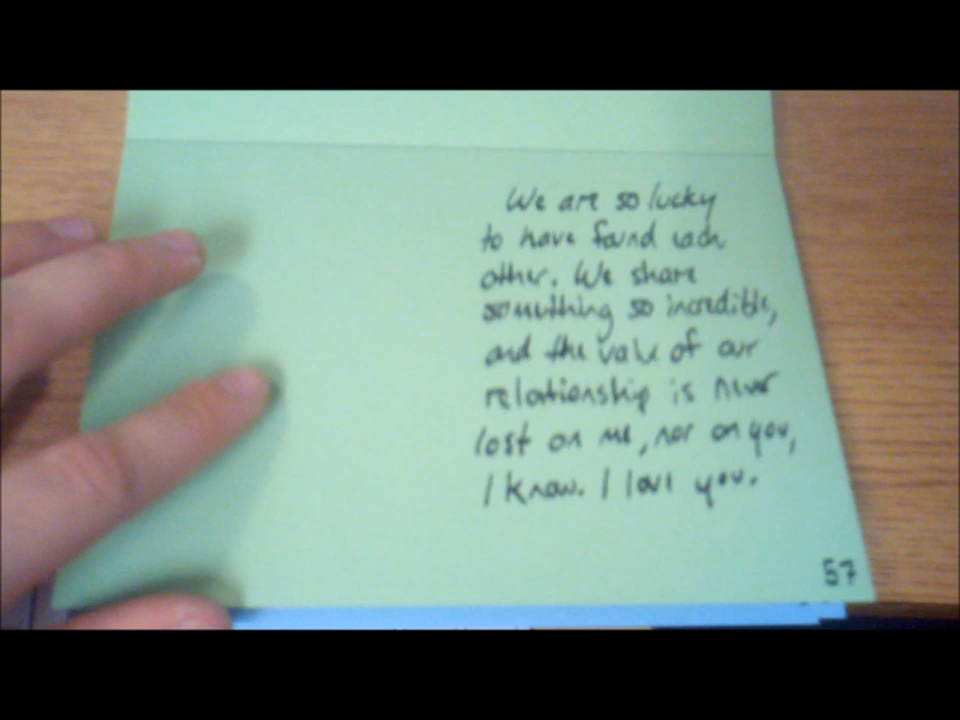 We are so lucky
to have found each
other. We share
something so incredible,
and the value of our
relationship is never
lost on me, nor on you,
I know. I love you.
57